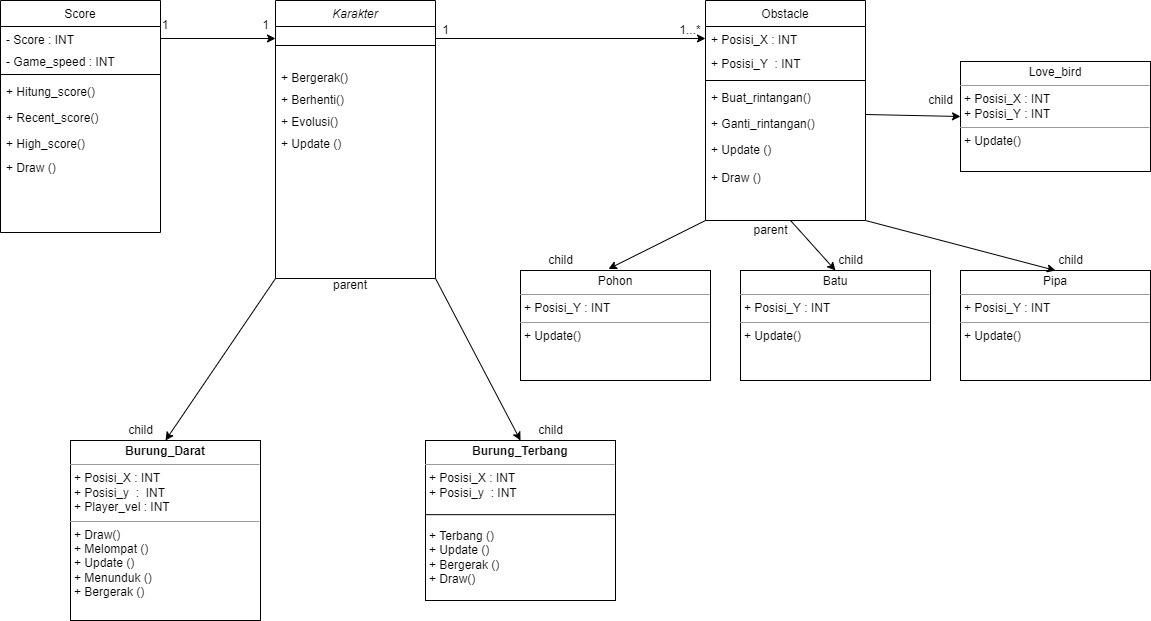 Score
- Score : INT
- Game_speed : INT
+ Hitung_score()
+ Recent_score()
+ High_score()
+ Draw ()
1
1
Karakter
+ Bergerak()
+ Berhenti()
+ Evolusi()
+ Update ()
parent
1
1...*
Obstacle
+ Posisi_X : INT
+ Posisi_Y : INT
+ Buat_rintangan()
+ Ganti_rintangan()
+ Update ()
+ Draw ()
parent
child
Love_bird
+ Posisi_X : INT
+ Posisi_Y : INT
+ Update()
child
Pohon
+ Posisi_Y : INT
+ Update()
child
Batu
+ Posisi_Y : INT
+ Update()
child
Pipa
+ Posisi_Y : INT
+ Update()
child
Burung_Darat
+ Posisi_X : INT
+ Posisi_y : INT
+ Player_vel : INT
+ Draw()
+ Melompat ()
+ Update ()
+ Menunduk ()
+ Bergerak ()
child
Burung_Terbang
+ Posisi_X : INT
+ Posisi_y : INT
+ Terbang ()
+ Update ()
+ Bergerak ()
+ Draw()